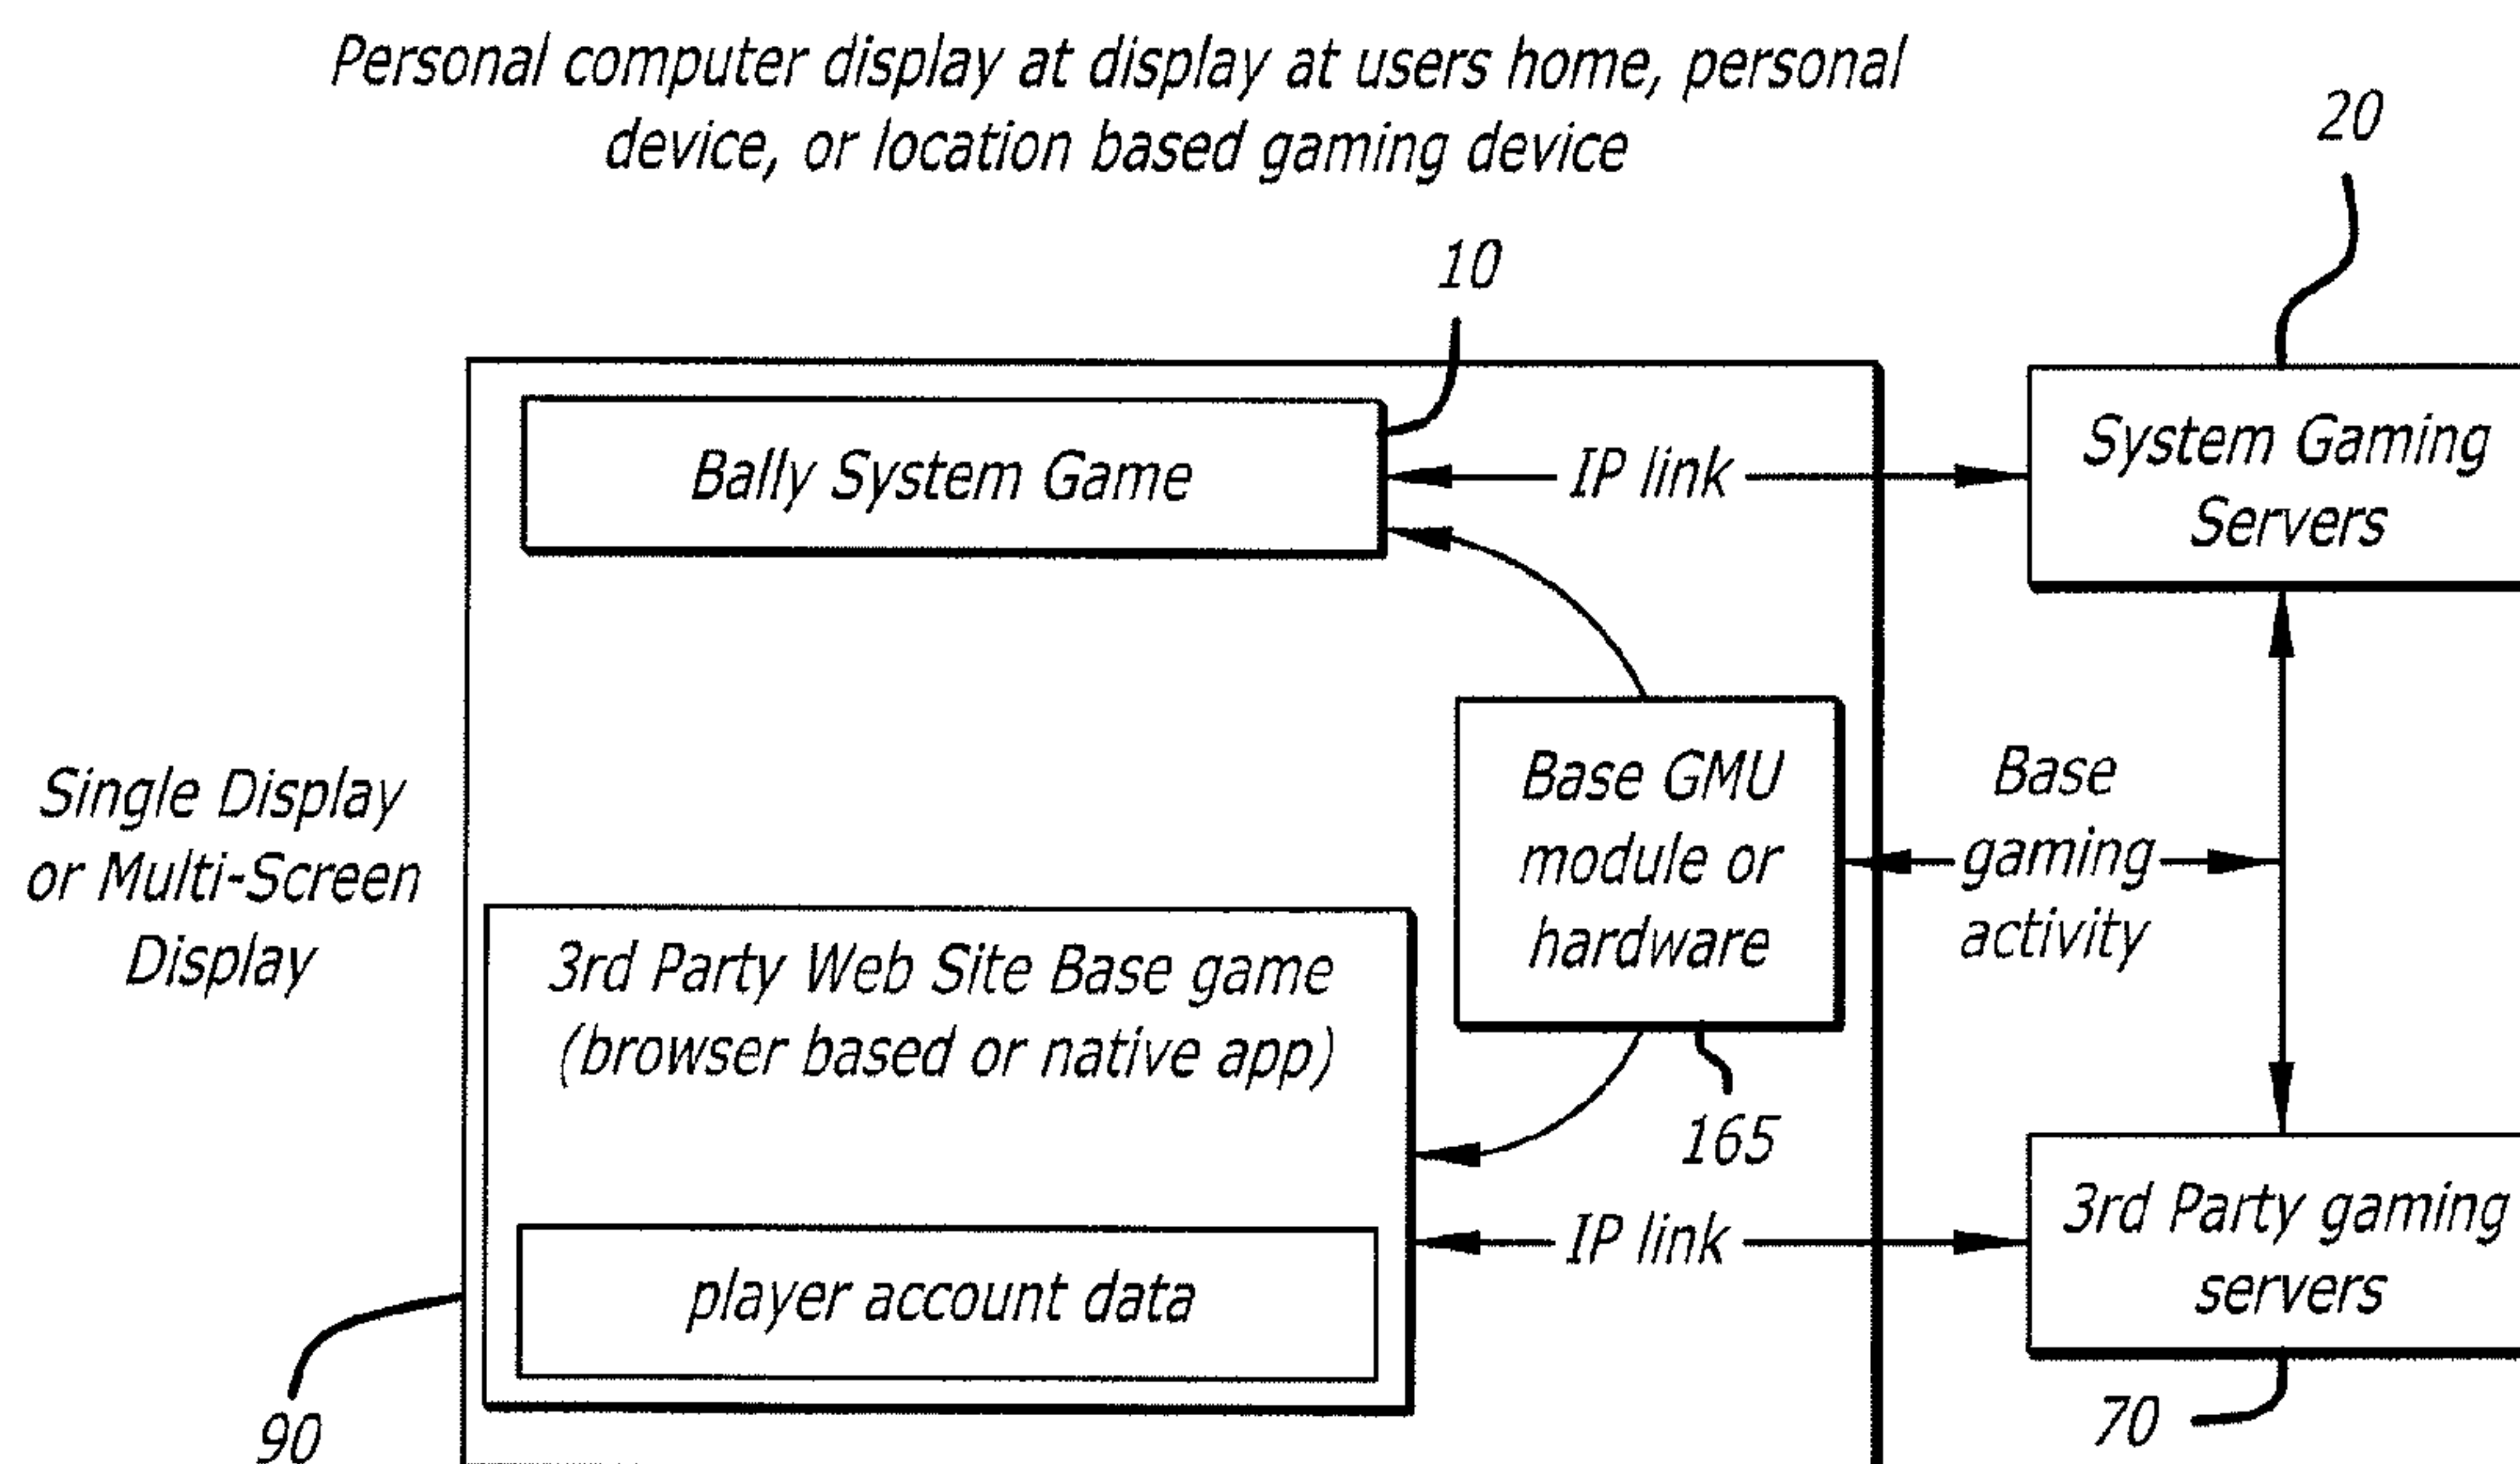 Personal computer display at display at users home, personal
device, or location based gaming device
20
10
Bally System Game
IP link
System Gaming
Servers
Single Display
or Multi-Screen
Display
Base GMU
module or
hardware
Base
gaming
activity
3rd Party Web Site Base game
(browser based or native app)
165
IP link
3rd Party gaming
servers
player account data
90
70